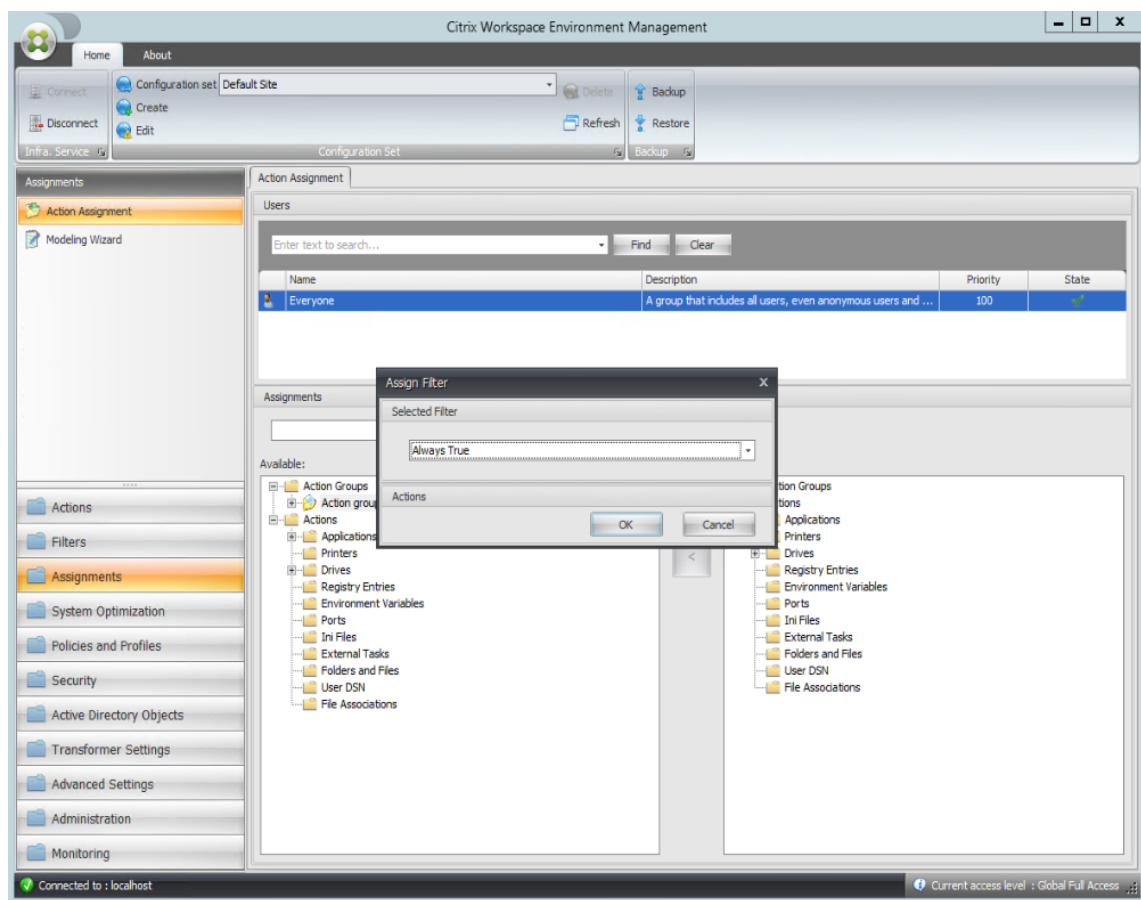 Citrix Workspace Environment Management
Home About
Connect
Configuration set Default Site
Delete
Backup
Create
Disconnect
Edit
Refresh
Restore
Infra. Service
Configuration Set
Backup
Assignments
Action Assignment
Modeling Wizard
Action Assignment
Users
Enter text to search...
Find
Clear
Name Description Priority State
Everyone A group that includes all users, even anonymous users and ... 100
Assign Filter
X
Selected Filter
Always True
Actions
OK
Cancel
Assignments
Available:
Action Groups
Actions
Applications
Printers
Drives
Registry Entries
Environment Variables
Ports
Ini Files
External Tasks
Folders and Files
User DSN
File Associations
<
Applications
Printers
Drives
Registry Entries
Environment Variables
Ports
Ini Files
External Tasks
Folders and Files
User DSN
File Associations
Actions
Filters
Assignments
System Optimization
Policies and Profiles
Security
Active Directory Objects
Transformer Settings
Advanced Settings
Administration
Monitoring
Connected to : localhost
Current access level : Global Full Access